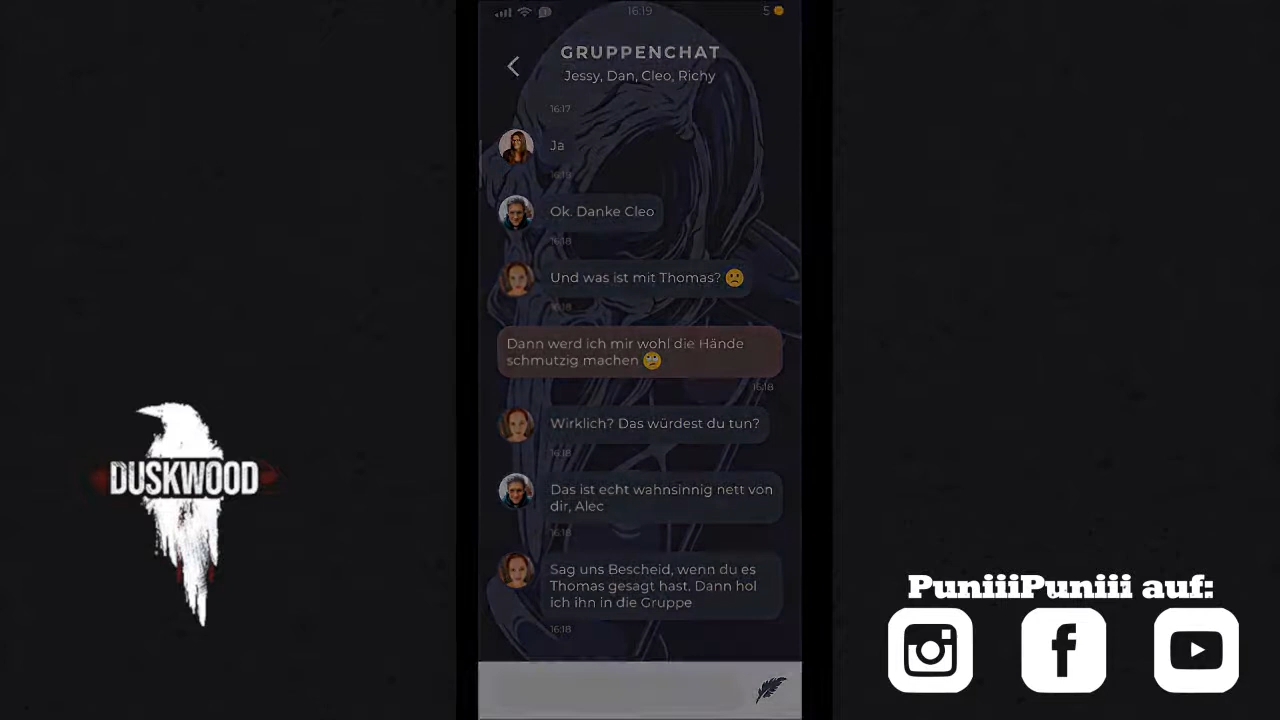 16:19
5
GRUPPENCHAT
Jessy, Dan, Cleo, Richy
16:17
Ja
16:18
Ok. Danke Cleo
16:18
Und was ist mit Thomas? 🙁
16:18
Dann werd ich mir wohl die Hände
schmutzig machen 🙄
16:18
Wirklich? Das würdest du tun?
16:18
Das ist echt wahnsinnig nett von
dir, Alec
16:18
Sag uns Bescheid, wenn du es
Thomas gesagt hast. Dann hol
ich ihn in die Gruppe
16:18
DUSKWOOD
PuniiiPuniii auf: